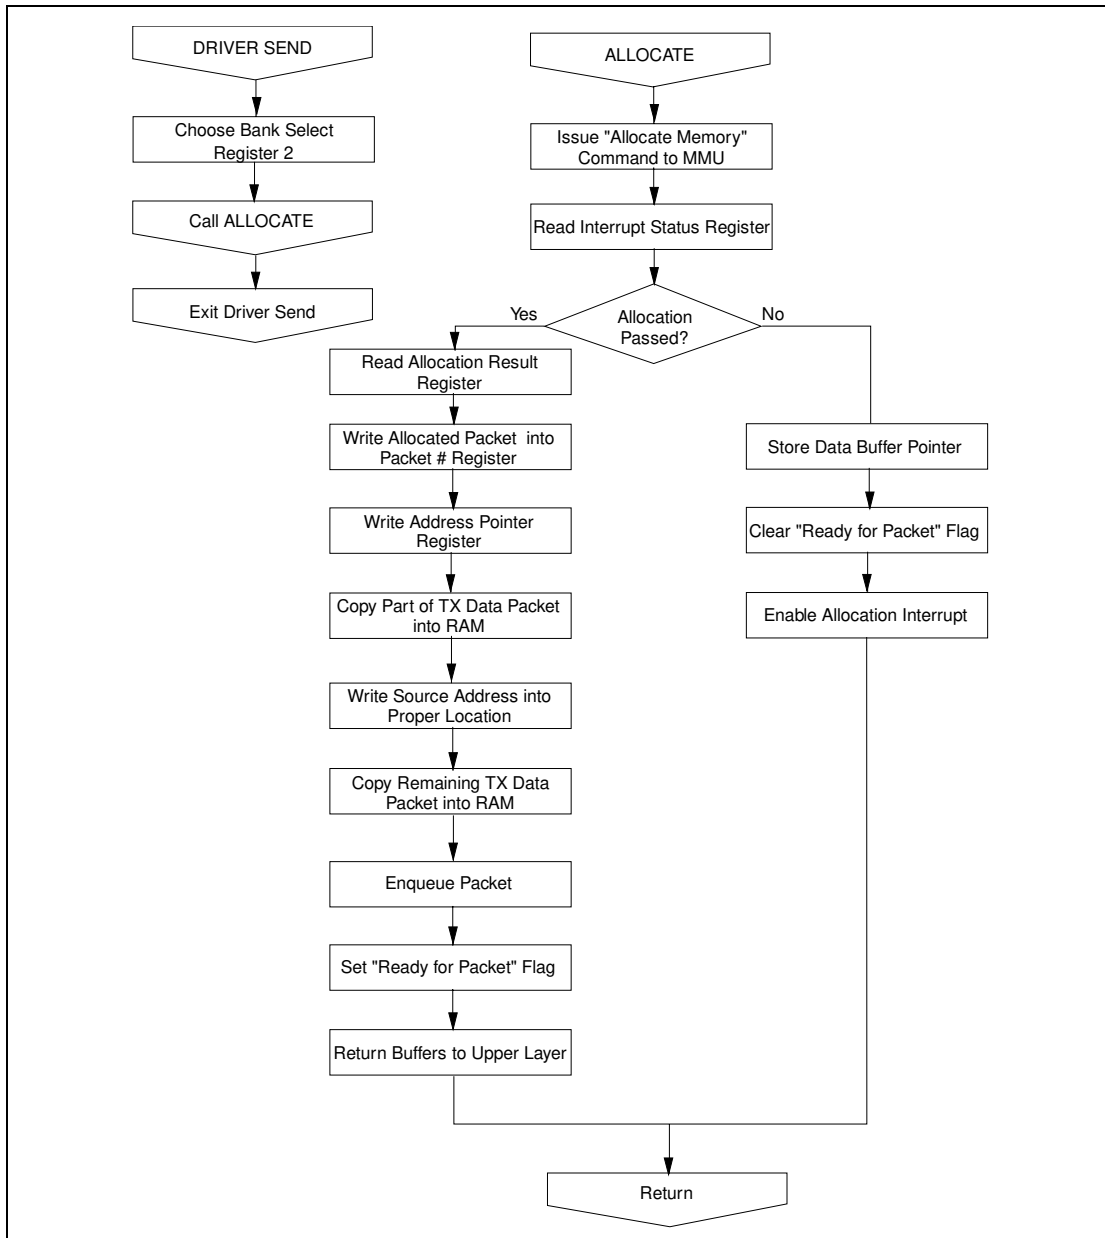 DRIVER SEND
Choose Bank Select
Register 2
Call ALLOCATE
Exit Driver Send
ALLOCATE
Issue "Allocate Memory"
Command to MMU
Read Interrupt Status Register
Allocation
Passed?
Yes
No
Read Allocation Result
Register
Write Allocated Packet into
Packet # Register
Write Address Pointer
Register
Copy Part of TX Data Packet
into RAM
Write Source Address into
Proper Location
Copy Remaining TX Data
Packet into RAM
Enqueue Packet
Set "Ready for Packet" Flag
Return Buffers to Upper Layer
Store Data Buffer Pointer
Clear "Ready for Packet" Flag
Enable Allocation Interrupt
Return